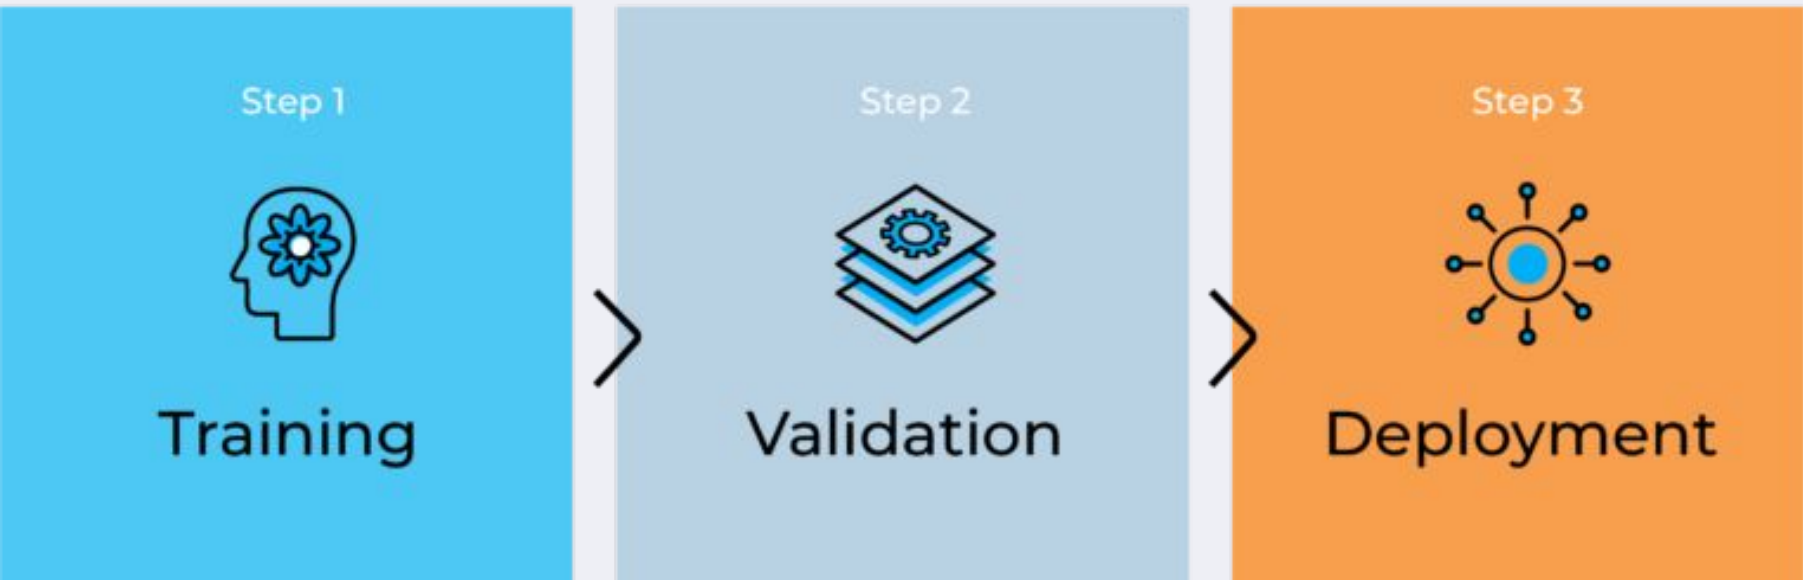 Step 1
Training
Step 2
Validation
Step 3
Deployment